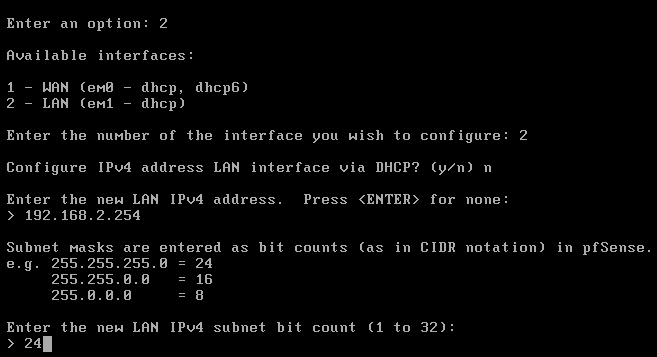 Enter an option: 2
Available interfaces:
1 - WAN (em0 - dhcp, dhcp6)
2 - LAN (em1 - dhcp)
Enter the number of the interface you wish to configure: 2
Configure IPv4 address LAN interface via DHCP? (y/n) n
Enter the new LAN IPv4 address.  Press <ENTER> for none:
> 192.168.2.254
Subnet masks are entered as bit counts (as in CIDR notation) in pfSense.
e.g. 255.255.255.0 = 24
     255.255.0.0   = 16
     255.0.0.0     = 8
Enter the new LAN IPv4 subnet bit count (1 to 32):
> 24